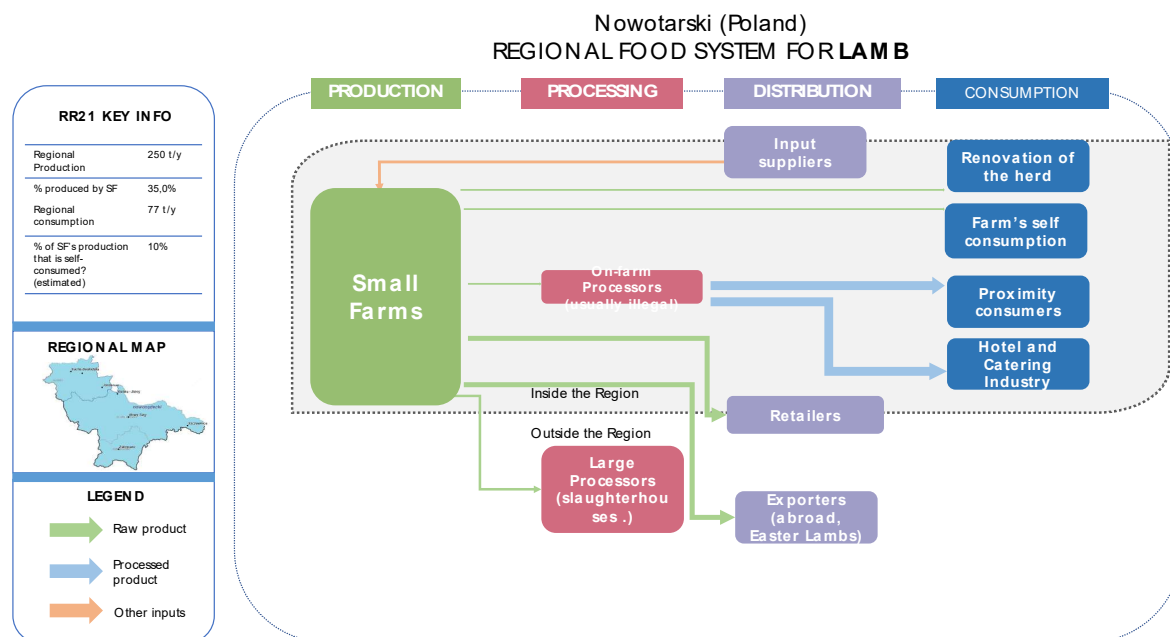 Nowotarski (Poland)
REGIONAL FOOD SYSTEM FOR LAMB
PRODUCTION
PROCESSING
DISTRIBUTION
CONSUMPTION
RR21 KEY INFO
Regional
Production
250 t/y
% produced by SF
35,0%
Regional
consumption
77 t/y
% of SF's production
that is self-
consumed?
(estimated)
10%
REGIONAL MAP
LEGEND
Raw product
Processed
product
Other inputs
Input
suppliers
Renovation of
the herd
Farm's self
consumption
Small
Farms
On-farm
Processors
(usually illegal)
Proximity
consumers
Hotel and
Catering
Industry
Inside the Region
Retailers
Outside the Region
Large
Processors
(slaughterhou
ses .)
Exporters
(abroad,
Easter Lambs)